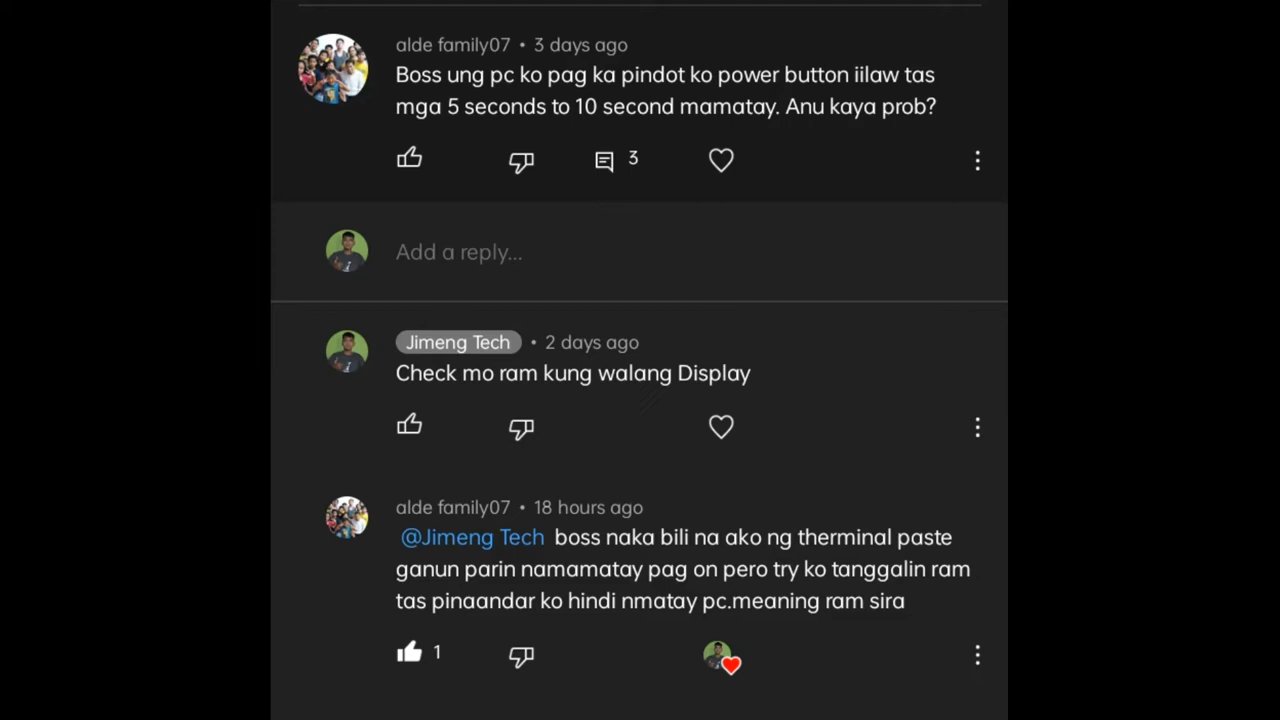 alde family07 • 3 days ago
Boss ung pc ko pag ka pindot ko power button iilaw tas
mga 5 seconds to 10 second mamatay. Anu kaya prob?
3
Add a reply...
Jimeng Tech • 2 days ago
Check mo ram kung walang Display
alde family07 • 18 hours ago
@Jimeng Tech boss naka bili na ako ng therminal paste
ganun parin namamatay pag on pero try ko tanggalin ram
tas pinaandar ko hindi nmatay pc.meaning ram sira
1